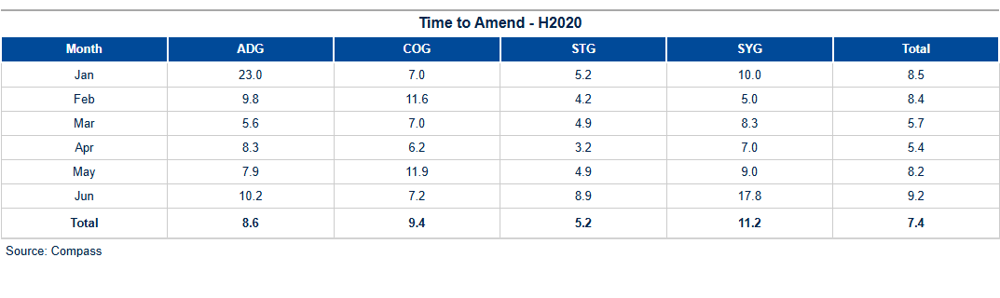 Time to Amend - H2020
Month ADG COG STG SYG Total
Jan 23.0 7.0 5.2 10.0 8.5
Feb 9.8 11.6 4.2 5.0 8.4
Mar 5.6 7.0 4.9 8.3 5.7
Apr 8.3 6.2 3.2 7.0 5.4
May 7.9 11.9 4.9 9.0 8.2
Jun 10.2 7.2 8.9 17.8 9.2
Total 8.6 9.4 5.2 11.2 7.4
Source: Compass